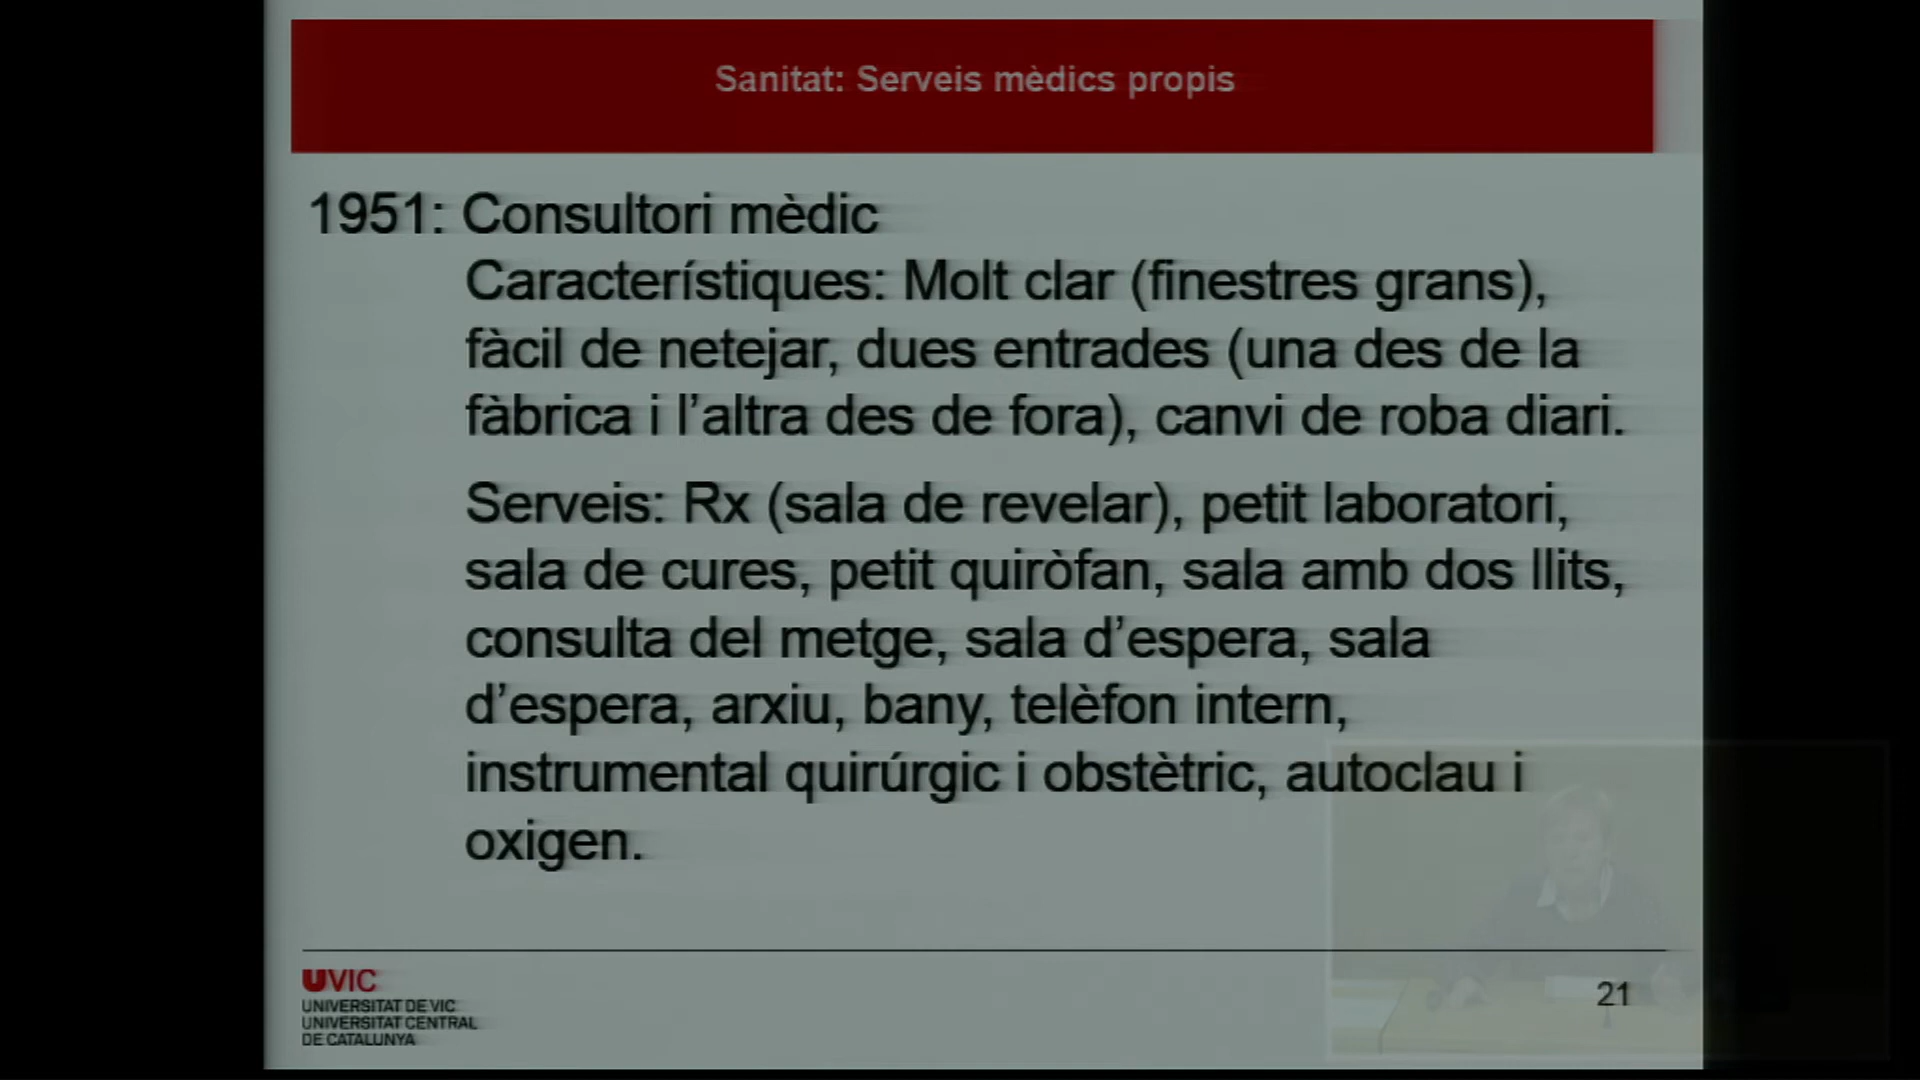 Sanitat: Serveis mèdics propis
1951: Consultori mèdic
Característiques: Molt clar (finestres grans),
fàcil de netejar, dues entrades (una des de la
fàbrica i l’altra des de fora), canvi de roba diari.
Serveis: Rx (sala de revelar), petit laboratori,
sala de cures, petit quiròfan, sala amb dos llits,
consulta del metge, sala d’espera, sala
d’espera, arxiu, bany, telèfon intern,
instrumental quirúrgic i obstètric, autoclau i
oxigen.
UVIC
UNIVERSITAT DE VIC
UNIVERSITAT CENTRAL
DE CATALUNYA
21